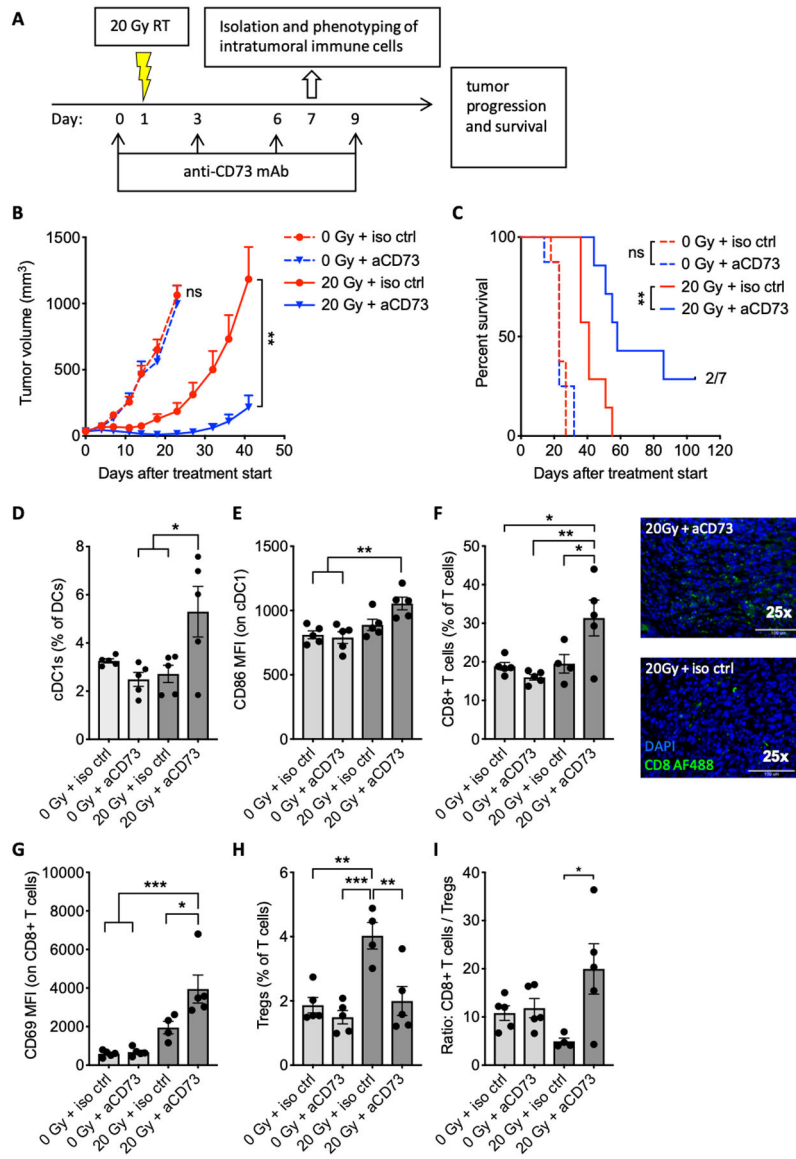 A
20 Gy RT
Isolation and phenotyping of
intratumoral immune cells
tumor
progression
and survival
Day: 0 1 3 6 7 9
anti-CD73 mAb
B
Tumor volume (mm³)
1500
1000
500
0
0 10 20 30 40 50
Days after treatment start
ns
**
0 Gy + iso ctrl
0 Gy + aCD73
20 Gy + iso ctrl
20 Gy + aCD73
C
Percent survival
100
50
0
0 20 40 60 80 100 120
Days after treatment start
ns
**
0 Gy + iso ctrl
0 Gy + aCD73
20 Gy + iso ctrl
20 Gy + aCD73
2/7
D
cDC1s (% of DCs)
8
6
4
2
0
*
0 Gy + iso ctrl
0 Gy + aCD73
20 Gy + iso ctrl
20 Gy + aCD73
E
CD86 MFI (on cDC1)
1500
1000
500
0
**
0 Gy + iso ctrl
0 Gy + aCD73
20 Gy + iso ctrl
20 Gy + aCD73
F
CD8+ T cells (% of T cells)
50
40
30
20
10
0
*
**
*
0 Gy + iso ctrl
0 Gy + aCD73
20 Gy + iso ctrl
20 Gy + aCD73
20Gy + aCD73
25x
20Gy + iso ctrl
DAPI
CD8 AF488
25x
G
CD69 MFI (on CD8+ T cells)
10000
8000
6000
4000
2000
0
***
*
0 Gy + iso ctrl
0 Gy + aCD73
20 Gy + iso ctrl
20 Gy + aCD73
H
Tregs (% of T cells)
6
4
2
0
**
***
**
0 Gy + iso ctrl
0 Gy + aCD73
20 Gy + iso ctrl
20 Gy + aCD73
I
Ratio: CD8+ T cells / Tregs
40
30
20
10
0
*
0 Gy + iso ctrl
0 Gy + aCD73
20 Gy + iso ctrl
20 Gy + aCD73